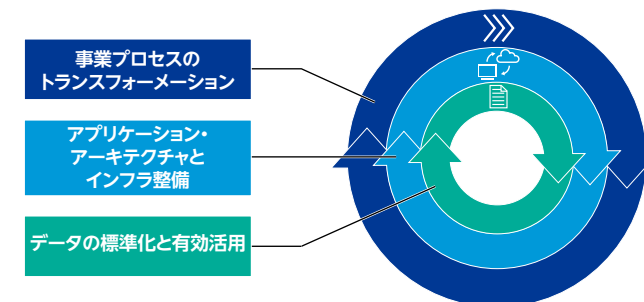 事業プロセスの
トランスフォーメーション
アプリケーション・
アーキテクチャと
インフラ整備
データの標準化と有効活用